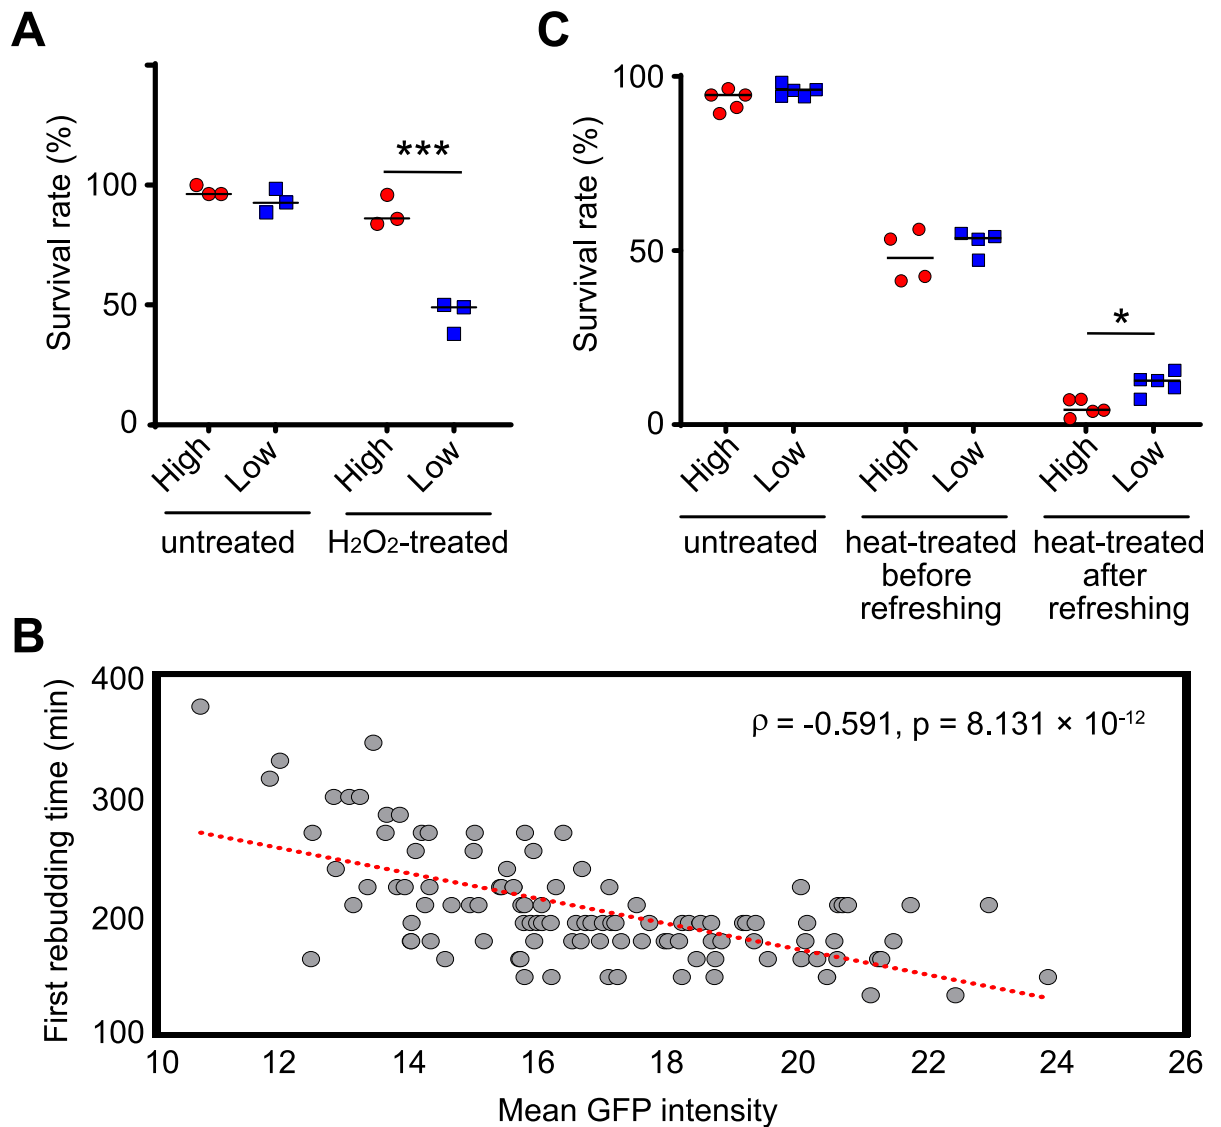 A
Survival rate (%)
100
50
0
***
High
Low
High
Low
untreated
H2O2-treated
C
Survival rate (%)
100
50
0
*
High
Low
High
Low
High
Low
untreated
heat-treated
before
refreshing
heat-treated
after
refreshing
B
First rebudding time (min)
400
300
200
100
ρ = -0.591, p = 8.131 × 10⁻¹²
10
12
14
16
18
20
22
24
26
Mean GFP intensity